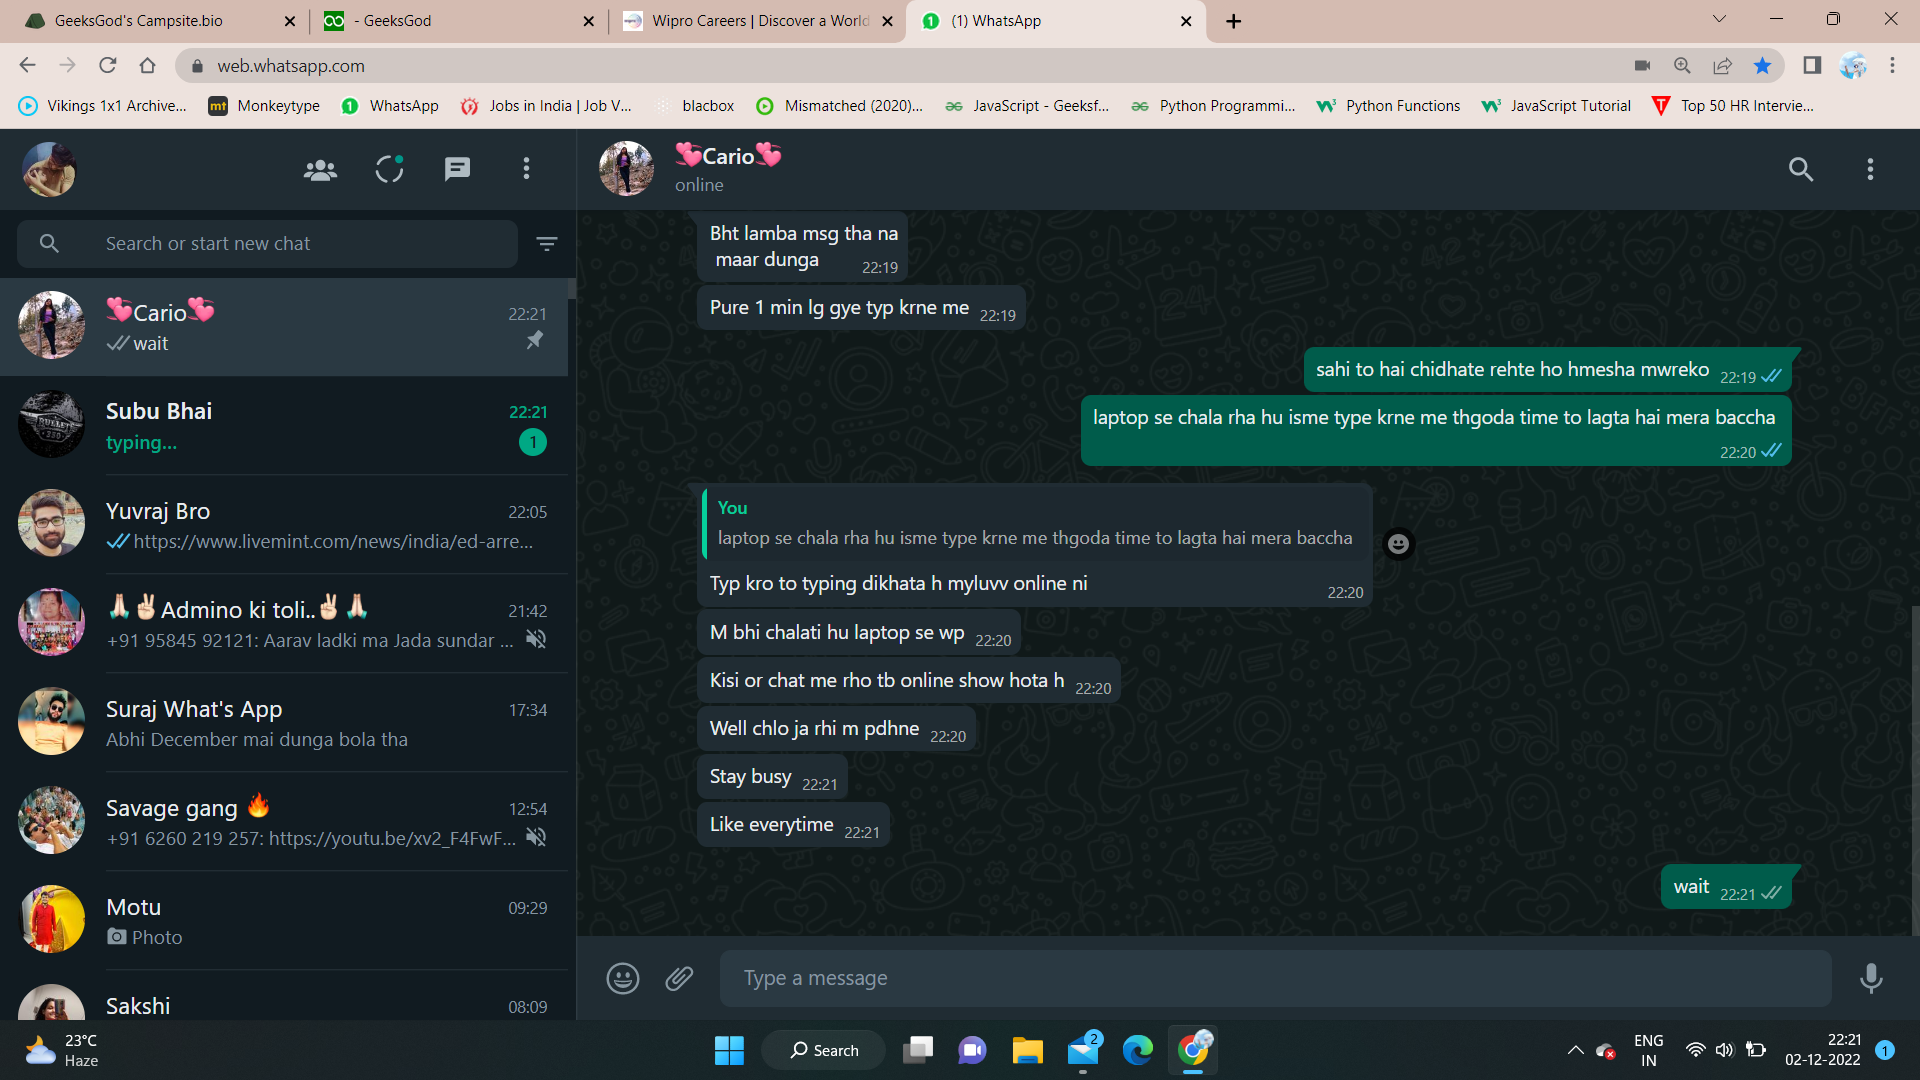 GeeksGod's Campsite.bio
- GeeksGod
Wipro Careers | Discover a World
(1) WhatsApp
web.whatsapp.com
Vikings 1x1 Archive...
Monkeytype
WhatsApp
Jobs in India | Job V...
blacbox
Mismatched (2020)...
JavaScript - Geeksf...
Python Programmi...
Python Functions
JavaScript Tutorial
Top 50 HR Intervie...
Search or start new chat
💞Cario💞
22:21
wait
Subu Bhai
22:21
typing...
1
Yuvraj Bro
22:05
https://www.livemint.com/news/india/ed-arre...
🙏🏻✌🏻Admino ki toli..✌🏻🙏🏻
21:42
+91 95845 92121: Aarav ladki ma Jada sundar ...
Suraj What's App
17:34
Abhi December mai dunga bola tha
Savage gang 🔥
12:54
+91 6260 219 257: https://youtu.be/xv2_F4FwF...
Motu
09:29
Photo
Sakshi
08:09
💞Cario💞
online
Bht lamba msg tha na
maar dunga
22:19
Pure 1 min lg gye typ krne me 22:19
sahi to hai chidhate rehte ho hmesha mwreko 22:19
laptop se chala rha hu isme type krne me thgoda time to lagta hai mera baccha
22:20
You
laptop se chala rha hu isme type krne me thgoda time to lagta hai mera baccha
Typ kro to typing dikhata h myluvv online ni
22:20
M bhi chalati hu laptop se wp 22:20
Kisi or chat me rho tb online show hota h 22:20
Well chlo ja rhi m pdhne 22:20
Stay busy 22:21
Like everytime 22:21
wait 22:21
Type a message
23°C
Haze
Search
2
ENG
IN
22:21
02-12-2022
1